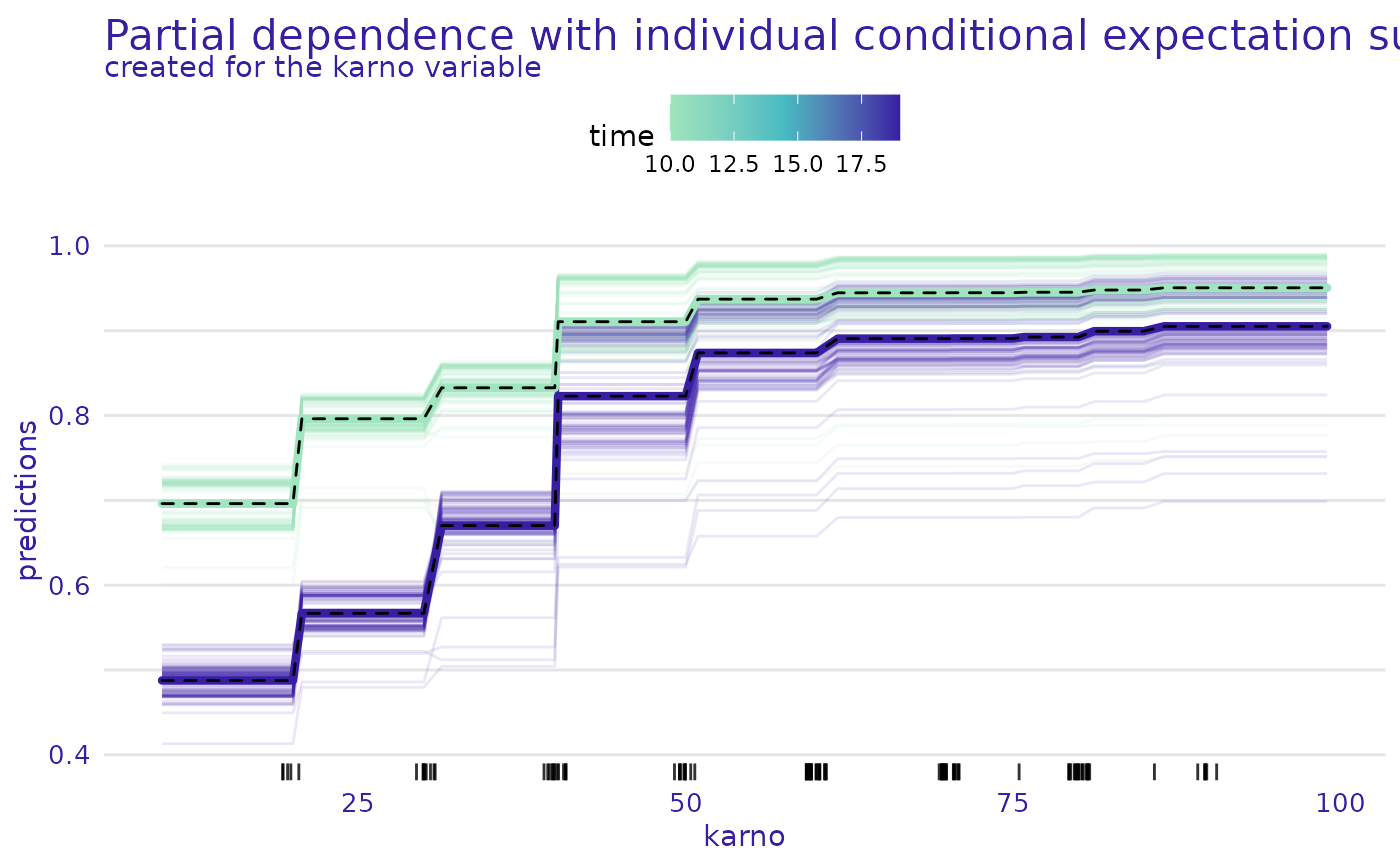 Partial dependence with individual conditional expectation su
created for the karno variable
time
10.0 12.5 15.0 17.5
1.0
0.8
0.6
0.4
predictions
25 50 75 100
karno